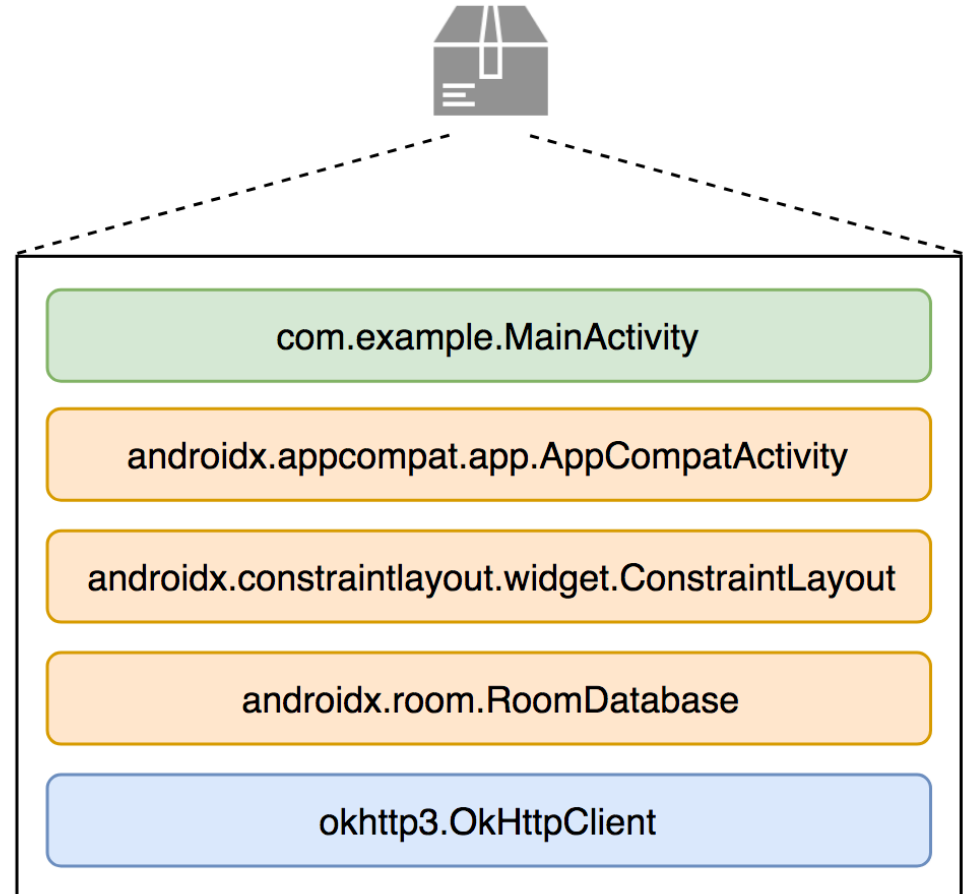 com.example.MainActivity
androidx.appcompat.app.AppCompatActivity
androidx.constraintlayout.widget.ConstraintLayout
androidx.room.RoomDatabase
okhttp3.OkHttpClient